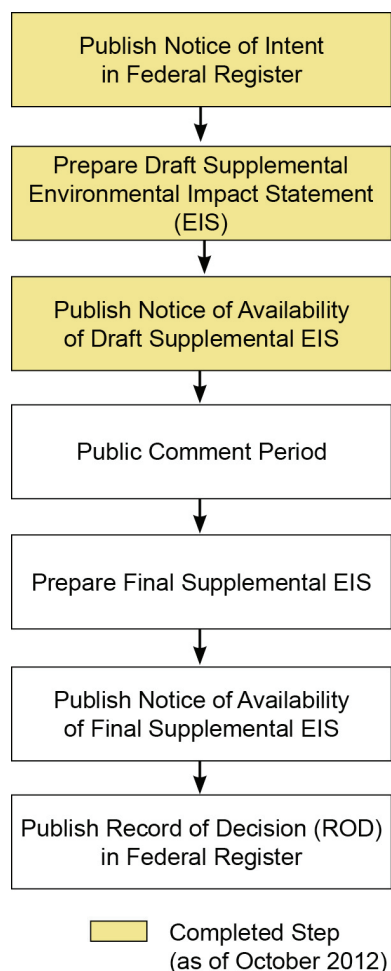 Publish Notice of Intent
in Federal Register
Prepare Draft Supplemental
Environmental Impact Statement
(EIS)
Publish Notice of Availability
of Draft Supplemental EIS
Public Comment Period
Prepare Final Supplemental EIS
Publish Notice of Availability
of Final Supplemental EIS
Publish Record of Decision (ROD)
in Federal Register
Completed Step
(as of October 2012)